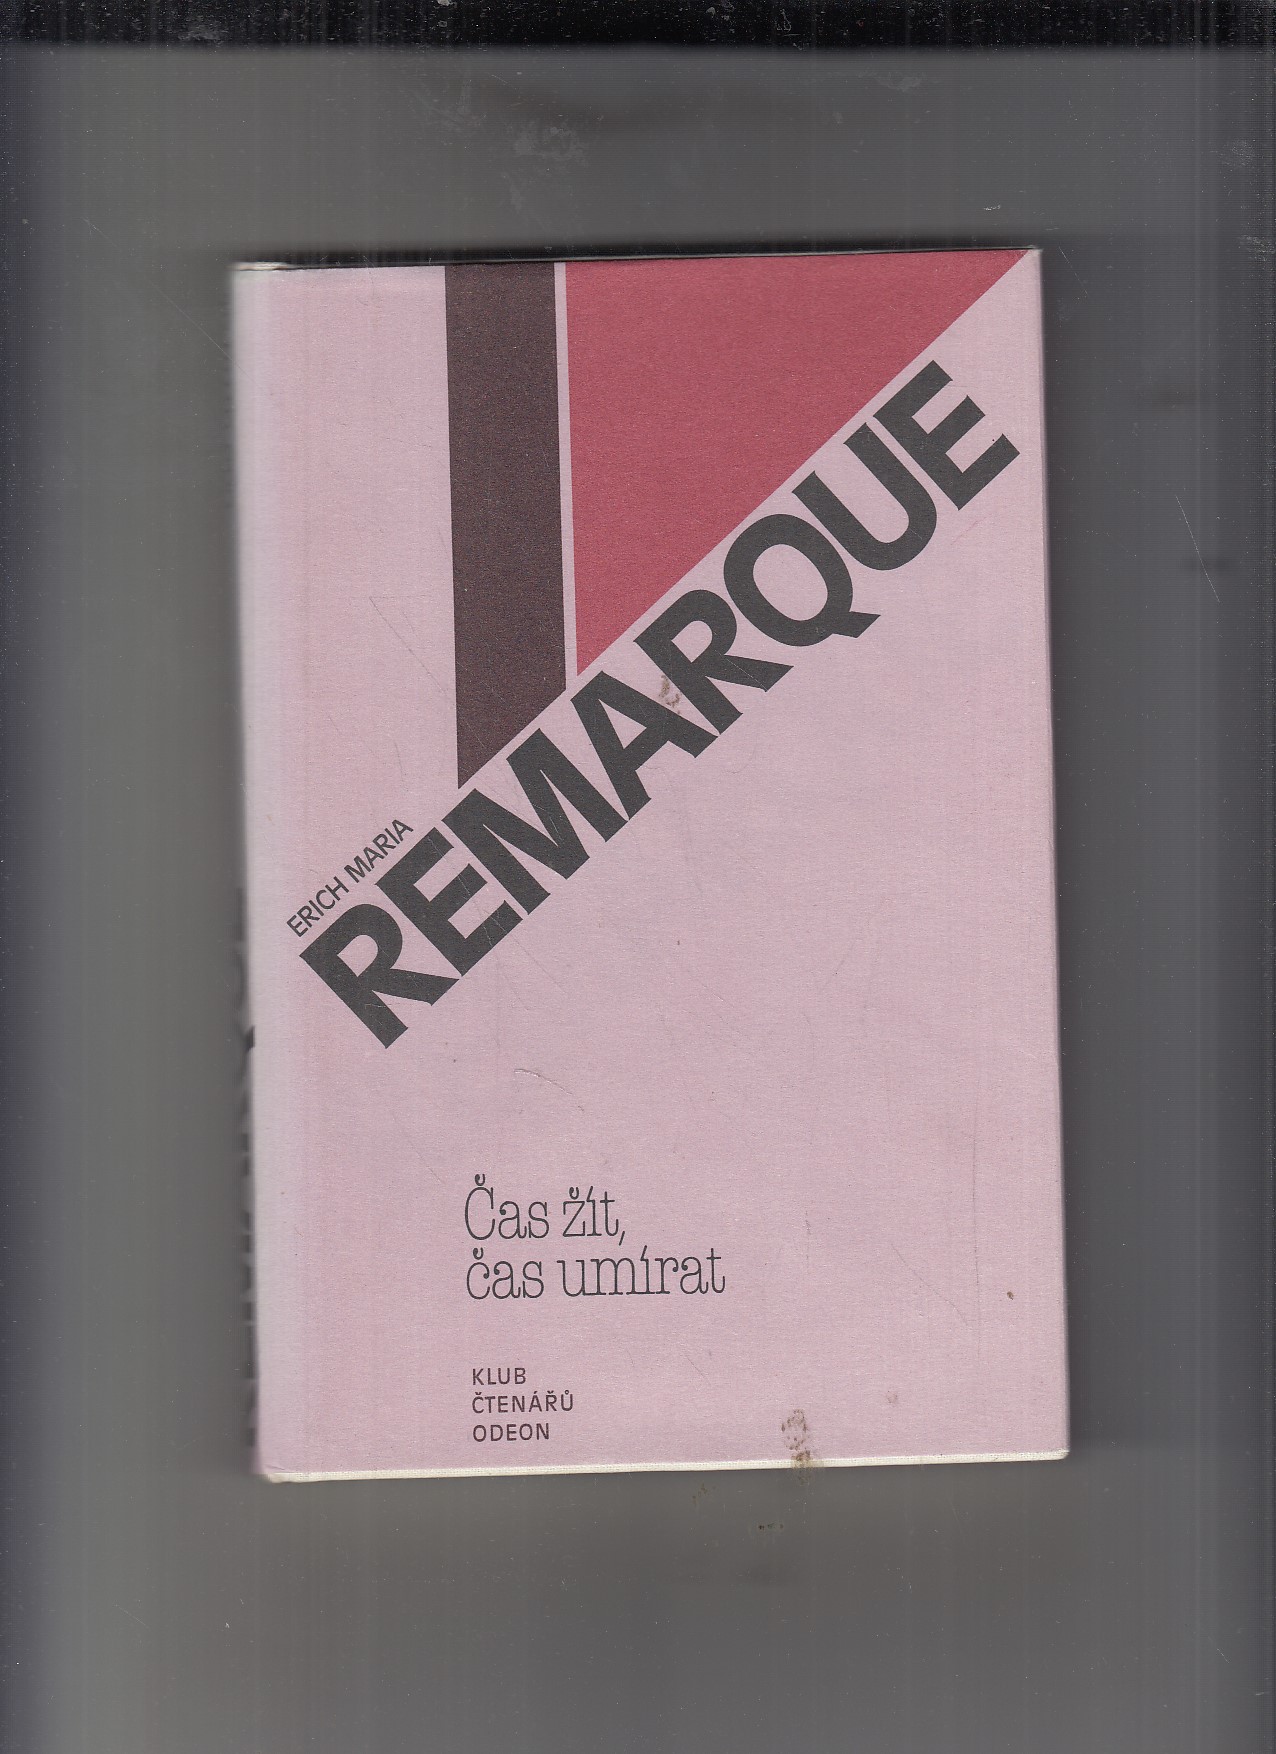 ERICH MARIA
REMARQUE
Čas žít,
čas umírat
KLUB
ČTENÁŘŮ
ODEON